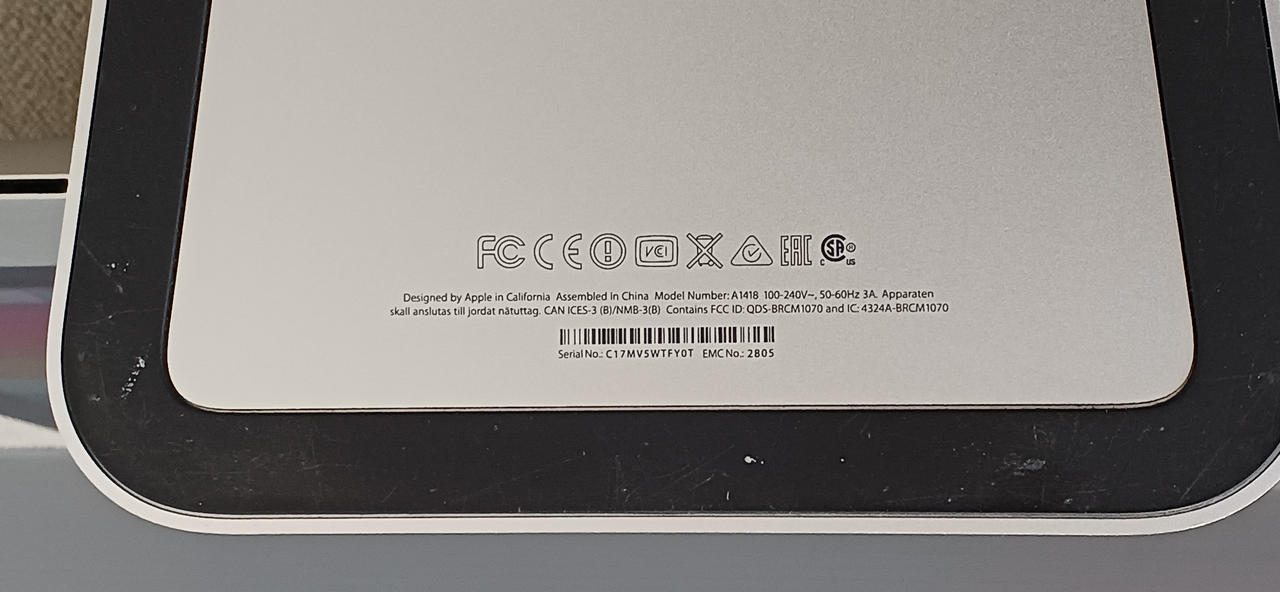 FC CE VCI EAC SA® C US
Designed by Apple in California Assembled in China Model Number: A1418 100-240V~, 50-60Hz 3A. Apparaten
skall anslutas till jordat nätuttag. CAN ICES-3 (B)/NMB-3(B) Contains FCC ID: QDS-BRCM1070 and IC: 4324A-BRCM1070
Serial No.: C17MV5WTFY0T EMC No.: 2805